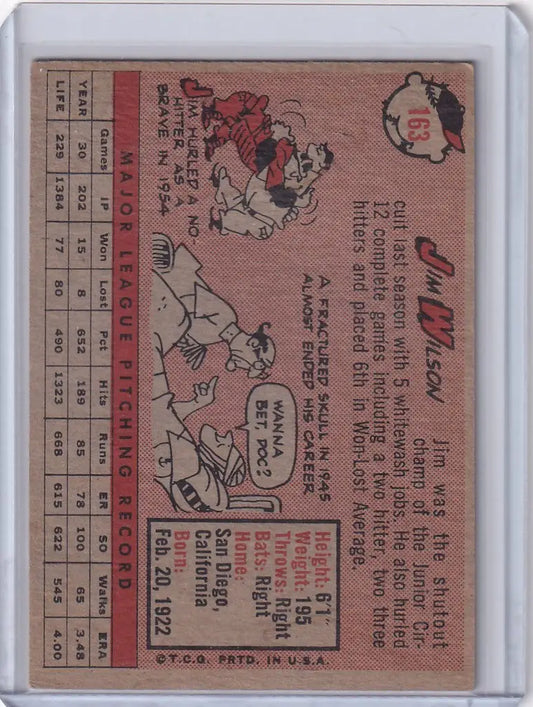 163
JIM WILSON
Jim was the shutout
champ of the Junior Cir-
cuit last season with 5 whitewash jobs. He also hurled
12 complete games including a two hitter, two three
hitters and placed 6th in Won-Lost Average.
JIM HURLED A NO-
HITTER AS A
BRAVE IN 1954
A FRACTURED SKULL IN 1945
ALMOST ENDED HIS CAREER
WANNA
BET, DOC?
Height: 6'1"
Weight: 195
Throws: Right
Bats: Right
Home:
San Diego,
California
Born:
Feb. 20, 1922
MAJOR LEAGUE PITCHING RECORD
Games IP Won Lost Pct Hits Runs ER SO Walks ERA
YEAR 30 202 15 8 652 189 85 78 100 65 3.48
LIFE 229 1384 77 80 490 1323 668 615 622 545 4.00
©T.C.G. PRTD. IN U.S.A.